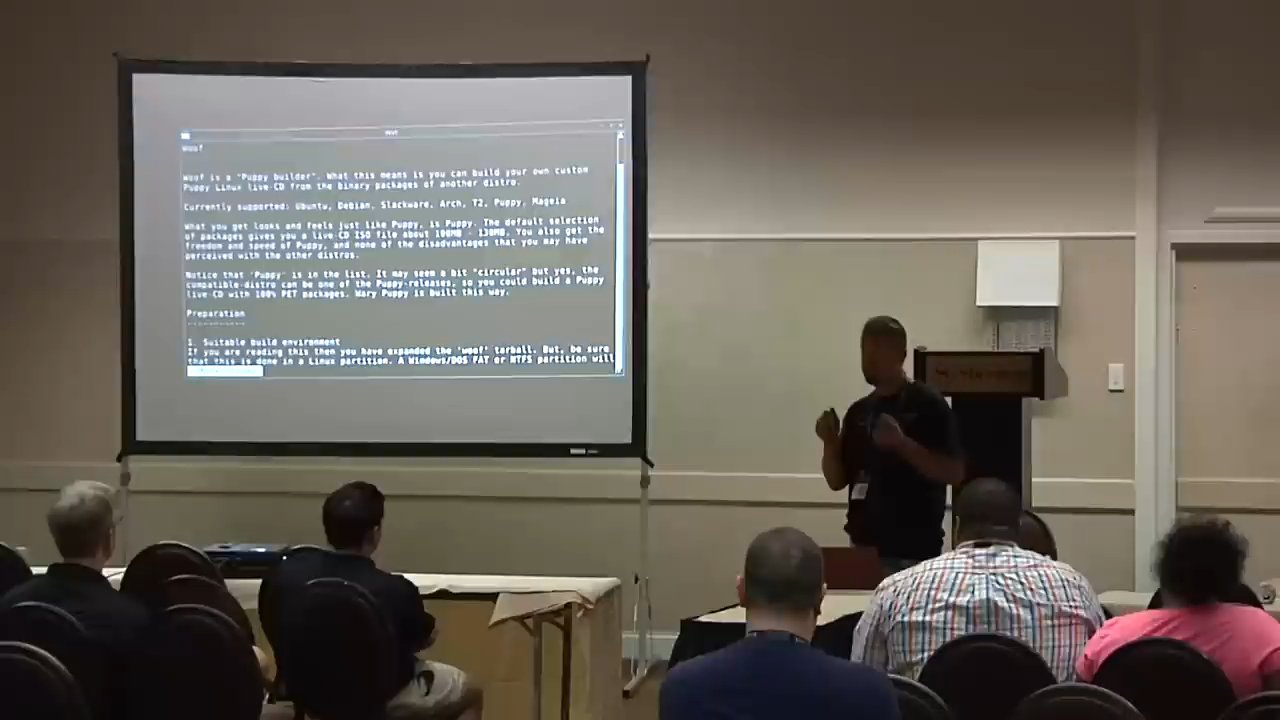 Woof
Woof is a "Puppy builder". What this means is you can build your own custom
Puppy Linux live-CD from the binary packages of another distro.
Currently supported: Ubuntu, Debian, Slackware, Arch, T2, Puppy, Mageia
What you get looks and feels just like Puppy, is Puppy. The default selection
of packages gives you a live CD ISO file about 100MB - 130MB. You also get the
freedom and speed of Puppy, and none of the disadvantages that you may have
perceived with the other distros.
Notice that 'Puppy' is in the list. It may seem a bit "circular" but yes, the
compatible-distro can be one of the Puppy-releases, so you could build a Puppy
live-CD with 100% PET packages. Wary Puppy is built this way.
Preparation
-----------
1. Suitable build environment
If you are reading this then you have expanded the 'woof' tarball. But, be sure
that this is done in a Linux partition. A Windows/DOS FAT or NTFS partition will